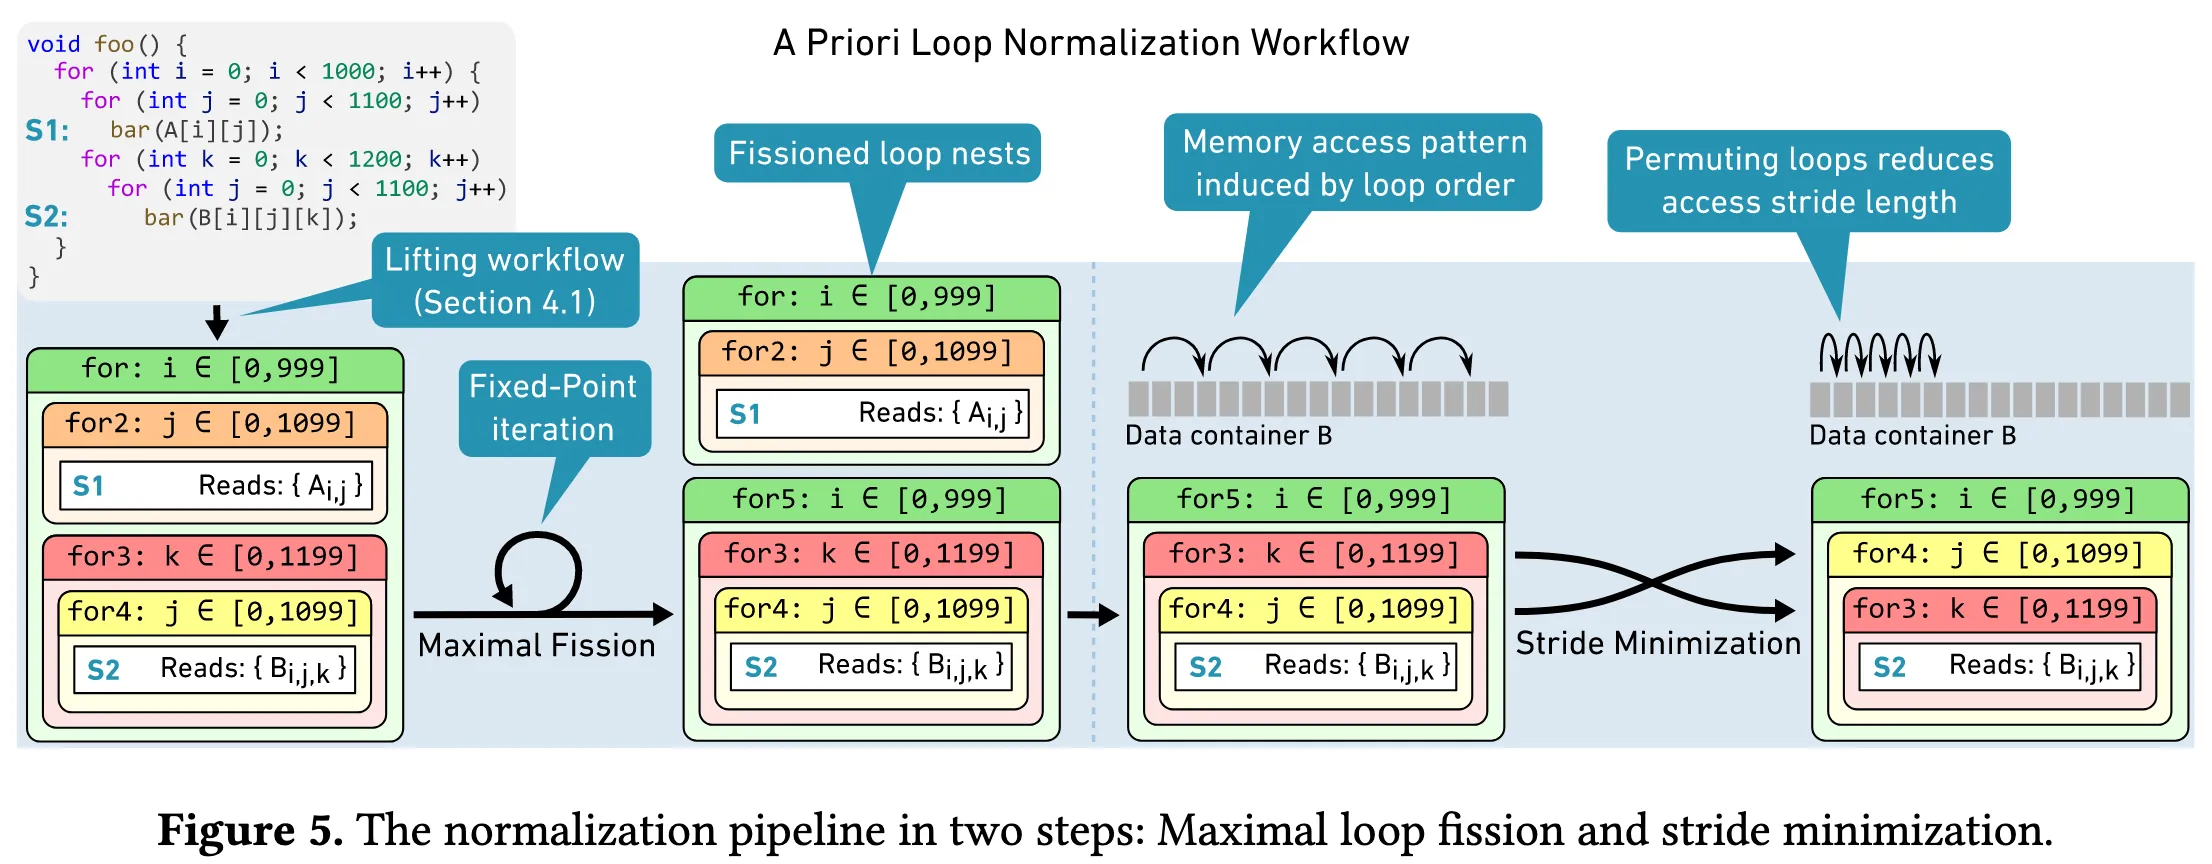 A Priori Loop Normalization Workflow
void foo() {
for (int i = 0; i < 1000; i++) {
for (int j = 0; j < 1100; j++)
S1: bar(A[i][j]);
for (int k = 0; k < 1200; k++)
for (int j = 0; j < 1100; j++)
S2: bar(B[i][j][k]);
}
}
Lifting workflow
(Section 4.1)
for: i ∈ [0,999]
for2: j ∈ [0,1099]
S1 Reads: { Ai,j }
for3: k ∈ [0,1199]
for4: j ∈ [0,1099]
S2 Reads: { Bi,j,k }
Fixed-Point
iteration
Maximal Fission
Fissioned loop nests
for: i ∈ [0,999]
for2: j ∈ [0,1099]
S1 Reads: { Ai,j }
for5: i ∈ [0,999]
for3: k ∈ [0,1199]
for4: j ∈ [0,1099]
S2 Reads: { Bi,j,k }
Memory access pattern
induced by loop order
Data container B
for5: i ∈ [0,999]
for3: k ∈ [0,1199]
for4: j ∈ [0,1099]
S2 Reads: { Bi,j,k }
Stride Minimization
Permuting loops reduces
access stride length
Data container B
for5: i ∈ [0,999]
for4: j ∈ [0,1099]
for3: k ∈ [0,1199]
S2 Reads: { Bi,j,k }
Figure 5. The normalization pipeline in two steps: Maximal loop fission and stride minimization.